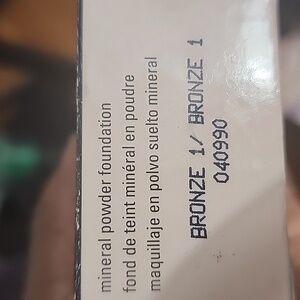 mineral powder foundation
fond de teint minéral en poudre
maquillaje en polvo suelto mineral
BRONZE 1/ BRONZE 1
040990